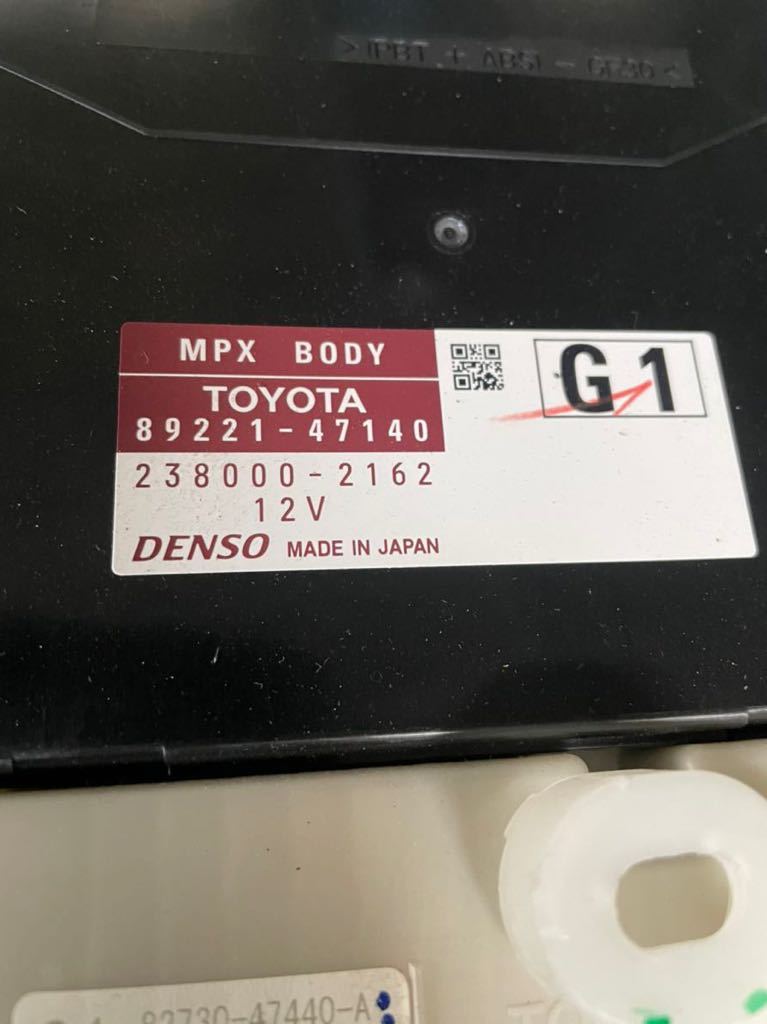 MPX BODY
TOYOTA
89221-47140
238000-2162
12V
DENSO MADE IN JAPAN
G1
82730-47440-A